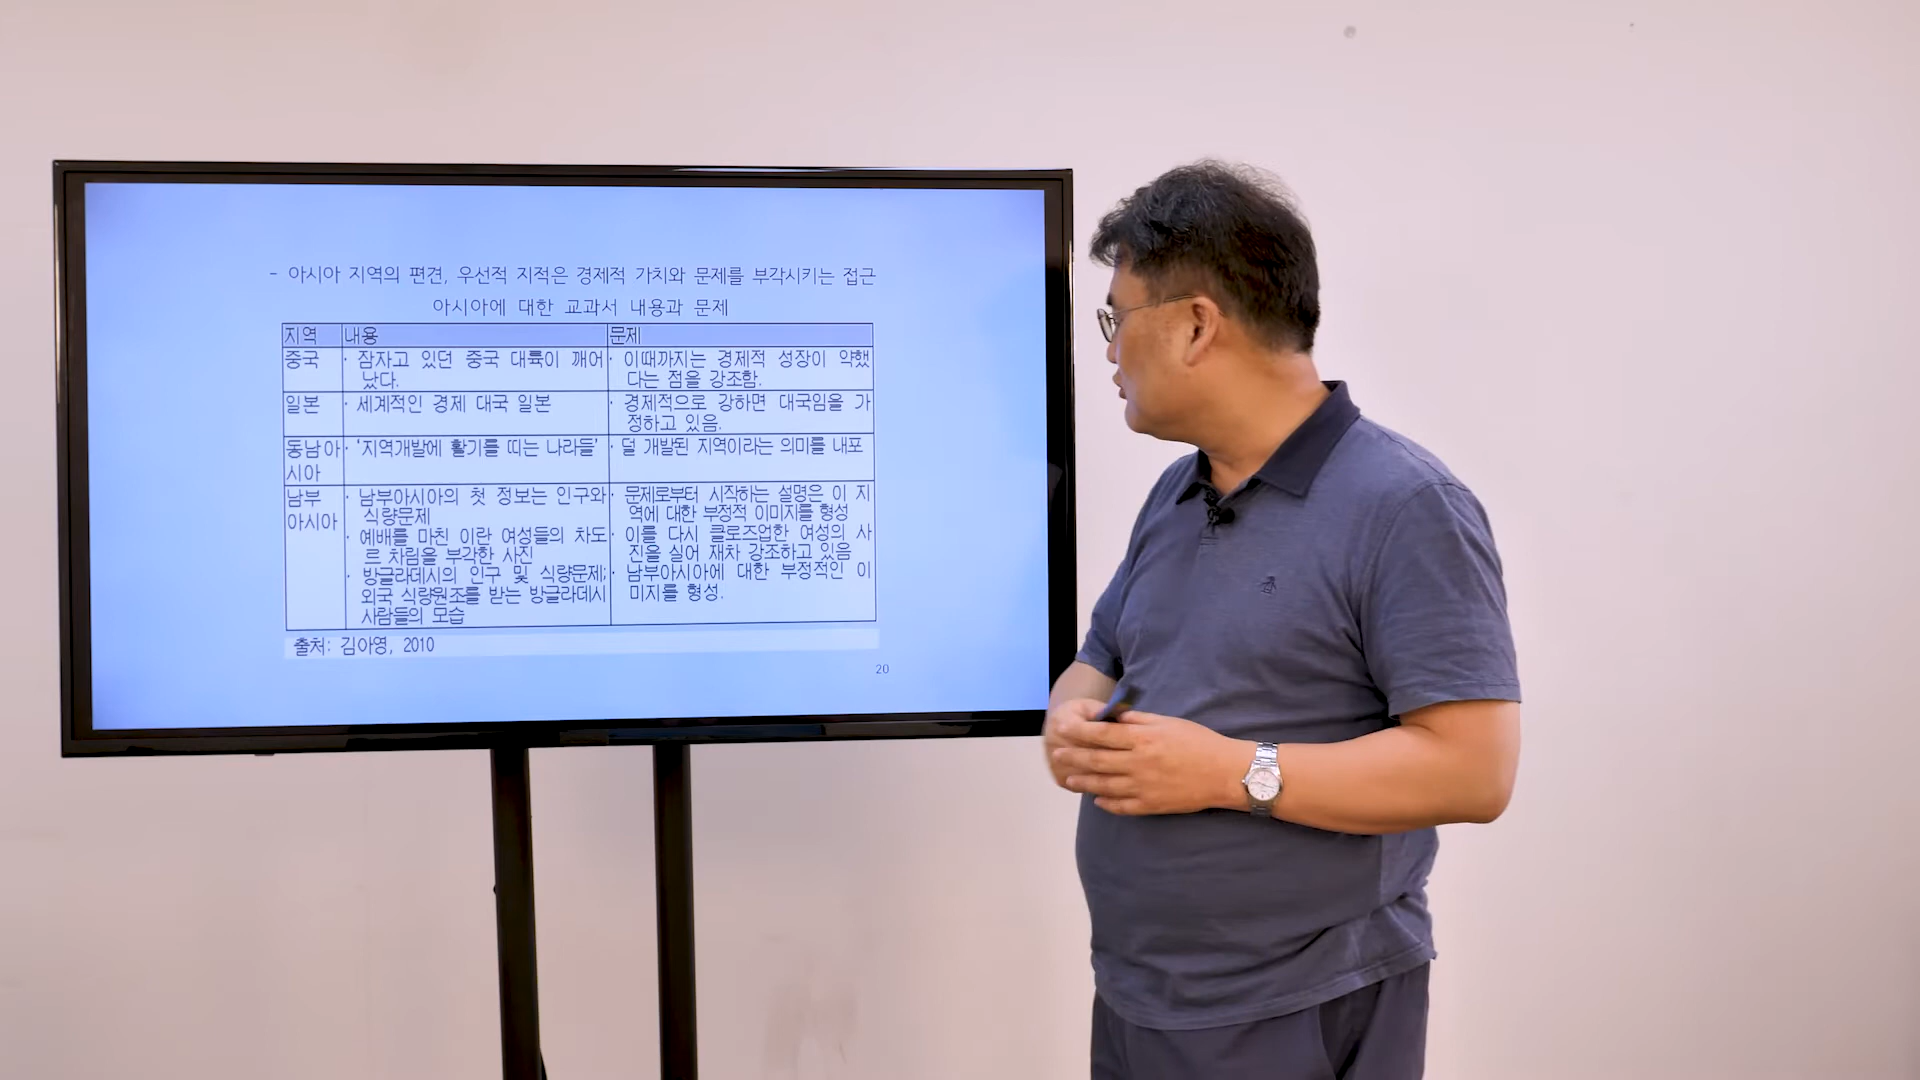 - 아시아 지역의 편견, 우선적 지적은 경제적 가치와 문제를 부각시키는 접근
아시아에 대한 교과서 내용과 문제
지역 내용 문제
중국
· 잠자고 있던 중국 대륙이 깨어
났다.
· 이때까지는 경제적 성장이 약했
다는 점을 강조함.
일본
· 세계적인 경제 대국 일본
· 경제적으로 강하면 대국임을 가
정하고 있음.
동남아
시아
· '지역개발에 활기를 띠는 나라들'
· 덜 개발된 지역이라는 의미를 내포
남부
아시아
· 남부아시아의 첫 정보는 인구와
식량문제
· 예배를 마친 이란 여성들의 차도
르 차림을 부각한 사진
· 방글라데시의 인구 및 식량문제;
외국 식량원조를 받는 방글라데시
사람들의 모습
· 문제로부터 시작하는 설명은 이 지
역에 대한 부정적 이미지를 형성
· 이를 다시 클로즈업한 여성의 사
진을 실어 재차 강조하고 있음
· 남부아시아에 대한 부정적인 이
미지를 형성.
출처: 김아영, 2010
20